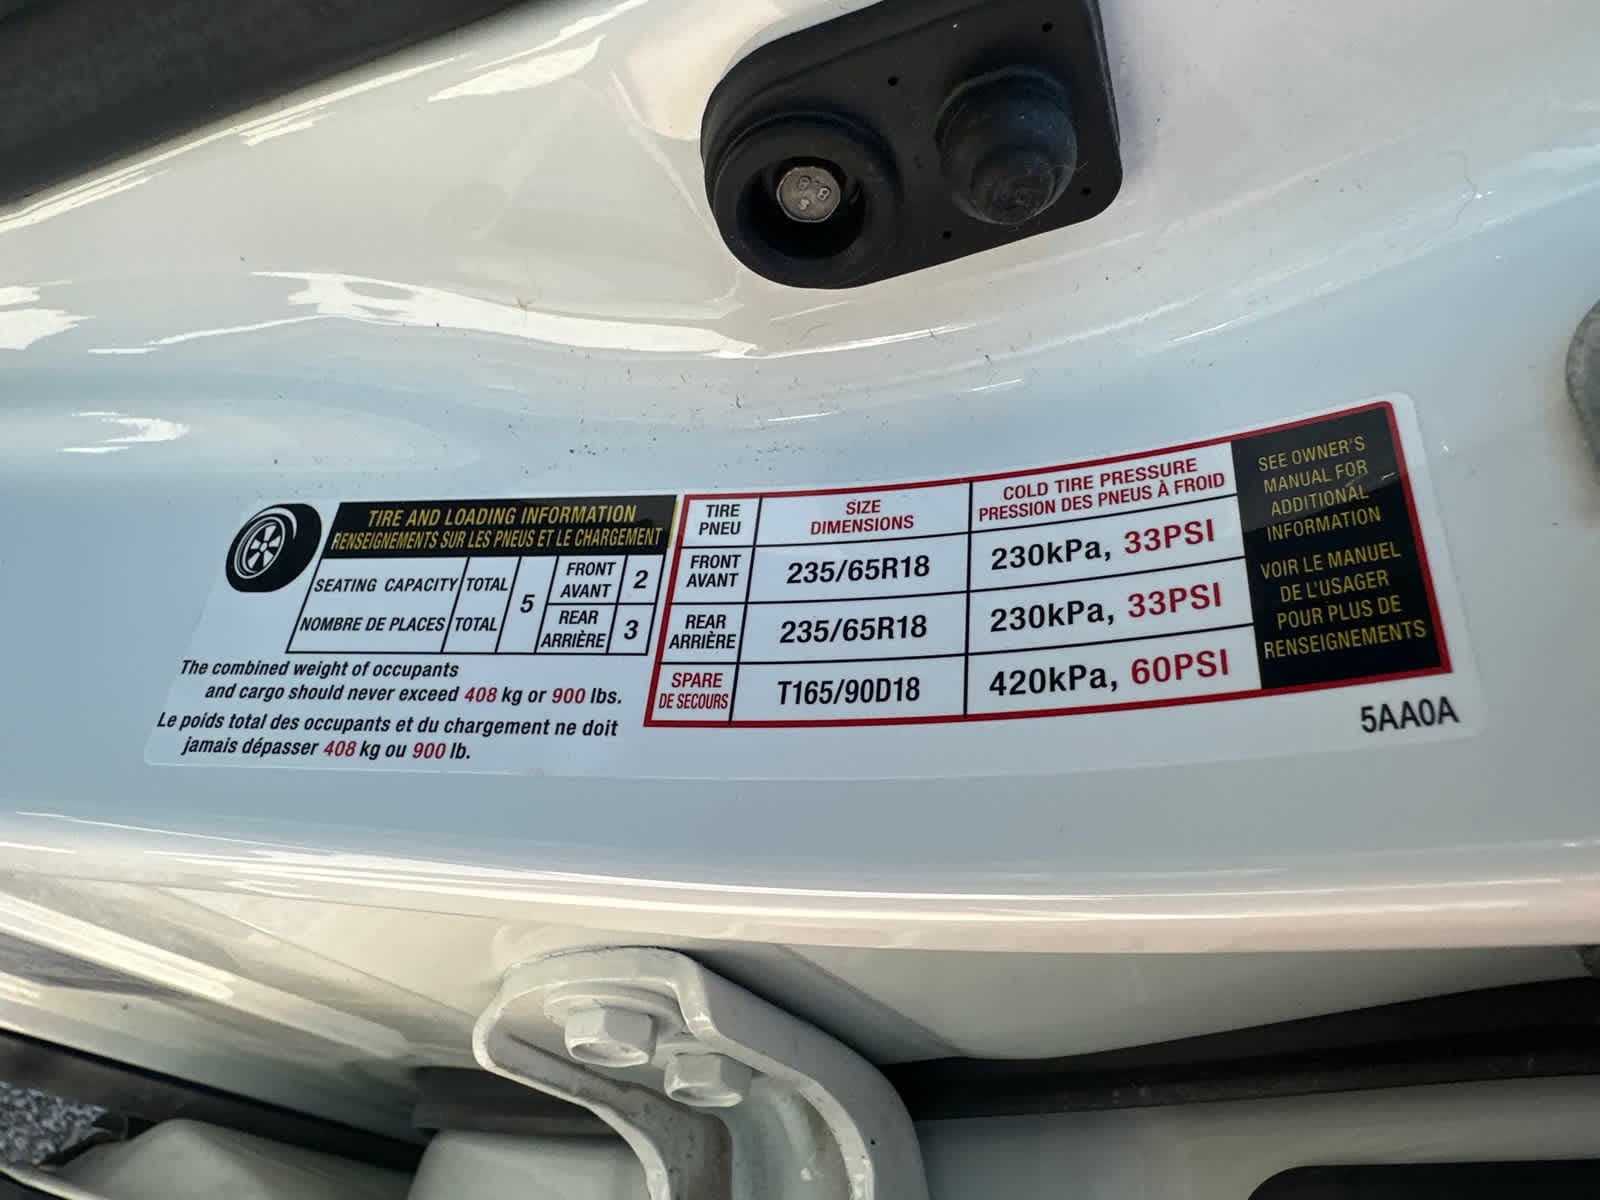 TIRE AND LOADING INFORMATION
RENSEIGNEMENTS SUR LES PNEUS ET LE CHARGEMENT
SEATING CAPACITY TOTAL 5 FRONT AVANT 2
NOMBRE DE PLACES TOTAL REAR ARRIÈRE 3
The combined weight of occupants
and cargo should never exceed 408 kg or 900 lbs.
Le poids total des occupants et du chargement ne doit
jamais dépasser 408 kg ou 900 lb.
TIRE PNEU SIZE DIMENSIONS COLD TIRE PRESSURE PRESSION DES PNEUS À FROID
FRONT AVANT 235/65R18 230kPa, 33PSI
REAR ARRIÈRE 235/65R18 230kPa, 33PSI
SPARE DE SECOURS T165/90D18 420kPa, 60PSI
SEE OWNER'S
MANUAL FOR
ADDITIONAL
INFORMATION
VOIR LE MANUEL
DE L'USAGER
POUR PLUS DE
RENSEIGNEMENTS
5AA0A